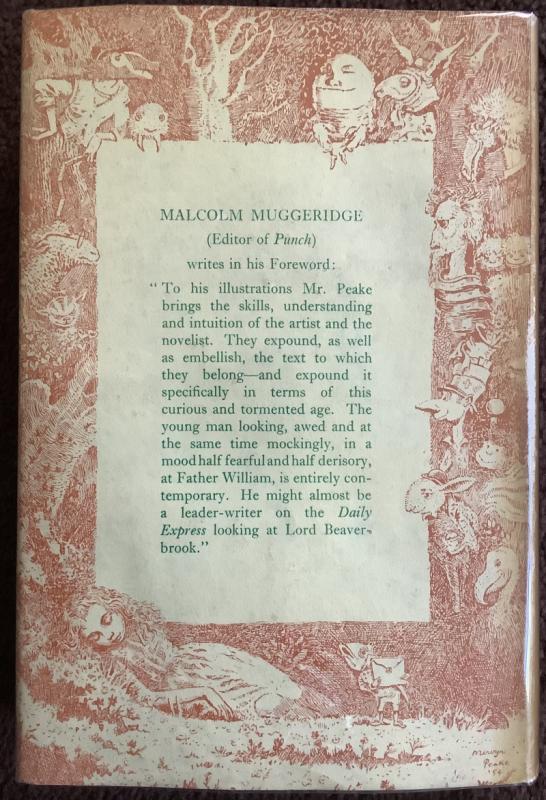 MALCOLM MUGGERIDGE
(Editor of Punch)
writes in his Foreword:
“To his illustrations Mr. Peake
brings the skills, understanding
and intuition of the artist and the
novelist. They expound, as well
as embellish, the text to which
they belong—and expound it
specifically in terms of this
curious and tormented age. The
young man looking, awed and at
the same time mockingly, in a
mood half fearful and half derisory,
at Father William, is entirely con-
temporary. He might almost be
a leader-writer on the Daily
Express looking at Lord Beaver-
brook.”
Mervyn
Peake
54